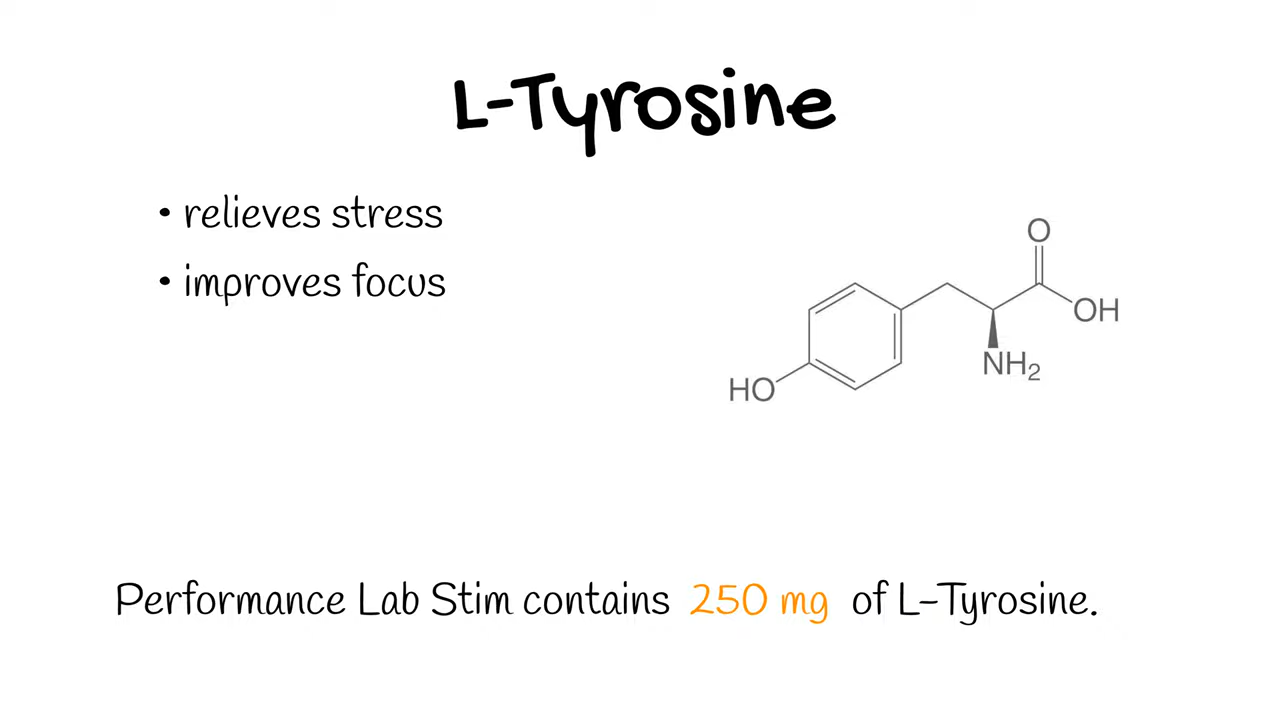 L-Tyrosine
• relieves stress
• improves focus
O
OH
NH₂
HO
Performance Lab Stim contains 250 mg of L-Tyrosine.